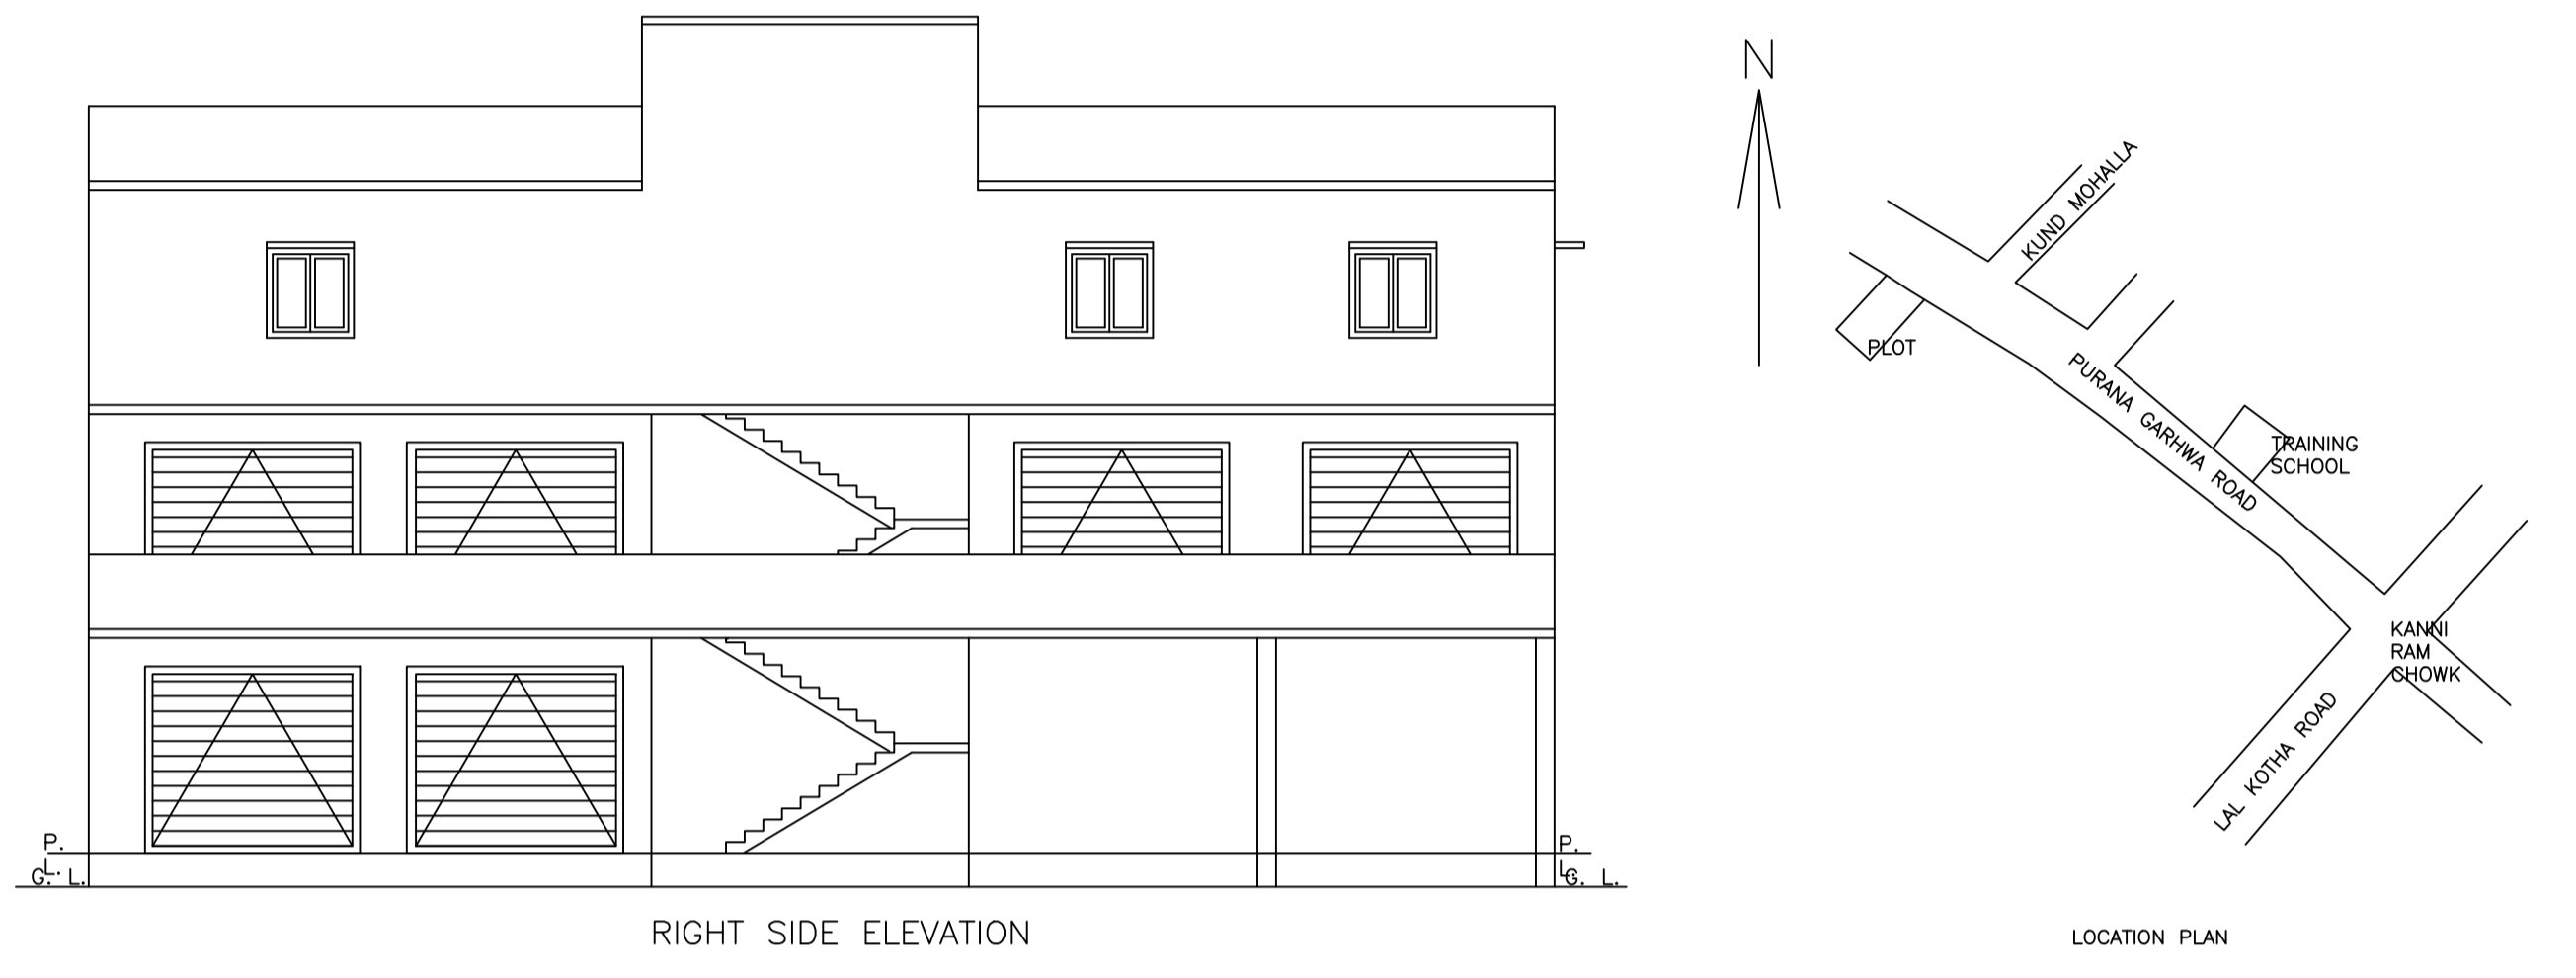 N
KUND MOHALLA
PLOT
PURANA GARHWA ROAD
TRAINING
SCHOOL
KANNI
RAM
CHOWK
LAL KOTHA ROAD
P.
L.
G. L.
P.
L.
G. L.
RIGHT SIDE ELEVATION
LOCATION PLAN